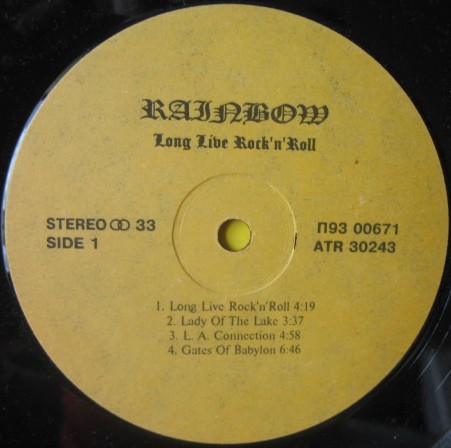 RAINBOW
Long Live Rock'n'Roll
STEREO ꝏ 33
SIDE 1
П93 00671
ATR 30243
1. Long Live Rock'n'Roll 4:19
2. Lady Of The Lake 3:37
3. L. A. Connection 4:58
4. Gates Of Babylon 6:46